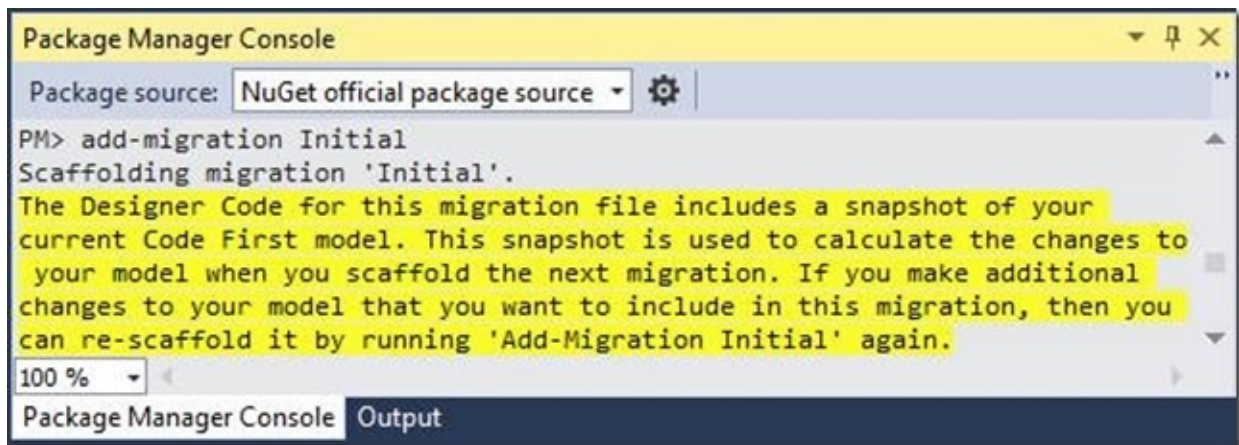 Package Manager Console
Package source: NuGet official package source
PM> add-migration Initial
Scaffolding migration 'Initial'.
The Designer Code for this migration file includes a snapshot of your
current Code First model. This snapshot is used to calculate the changes to
your model when you scaffold the next migration. If you make additional
changes to your model that you want to include in this migration, then you
can re-scaffold it by running 'Add-Migration Initial' again.
100 %
Package Manager Console Output